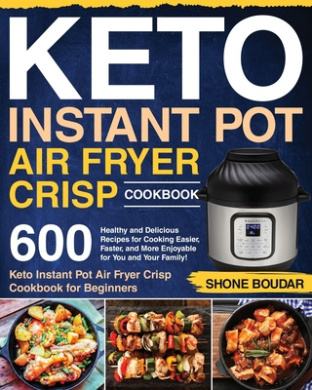 KETO
INSTANT POT
AIR FRYER
CRISP COOKBOOK
600 Healthy and Delicious
Recipes for Cooking Easier,
Faster, and More Enjoyable
for You and Your Family!
Keto Instant Pot Air Fryer Crisp
Cookbook for Beginners
SHONE BOUDAR